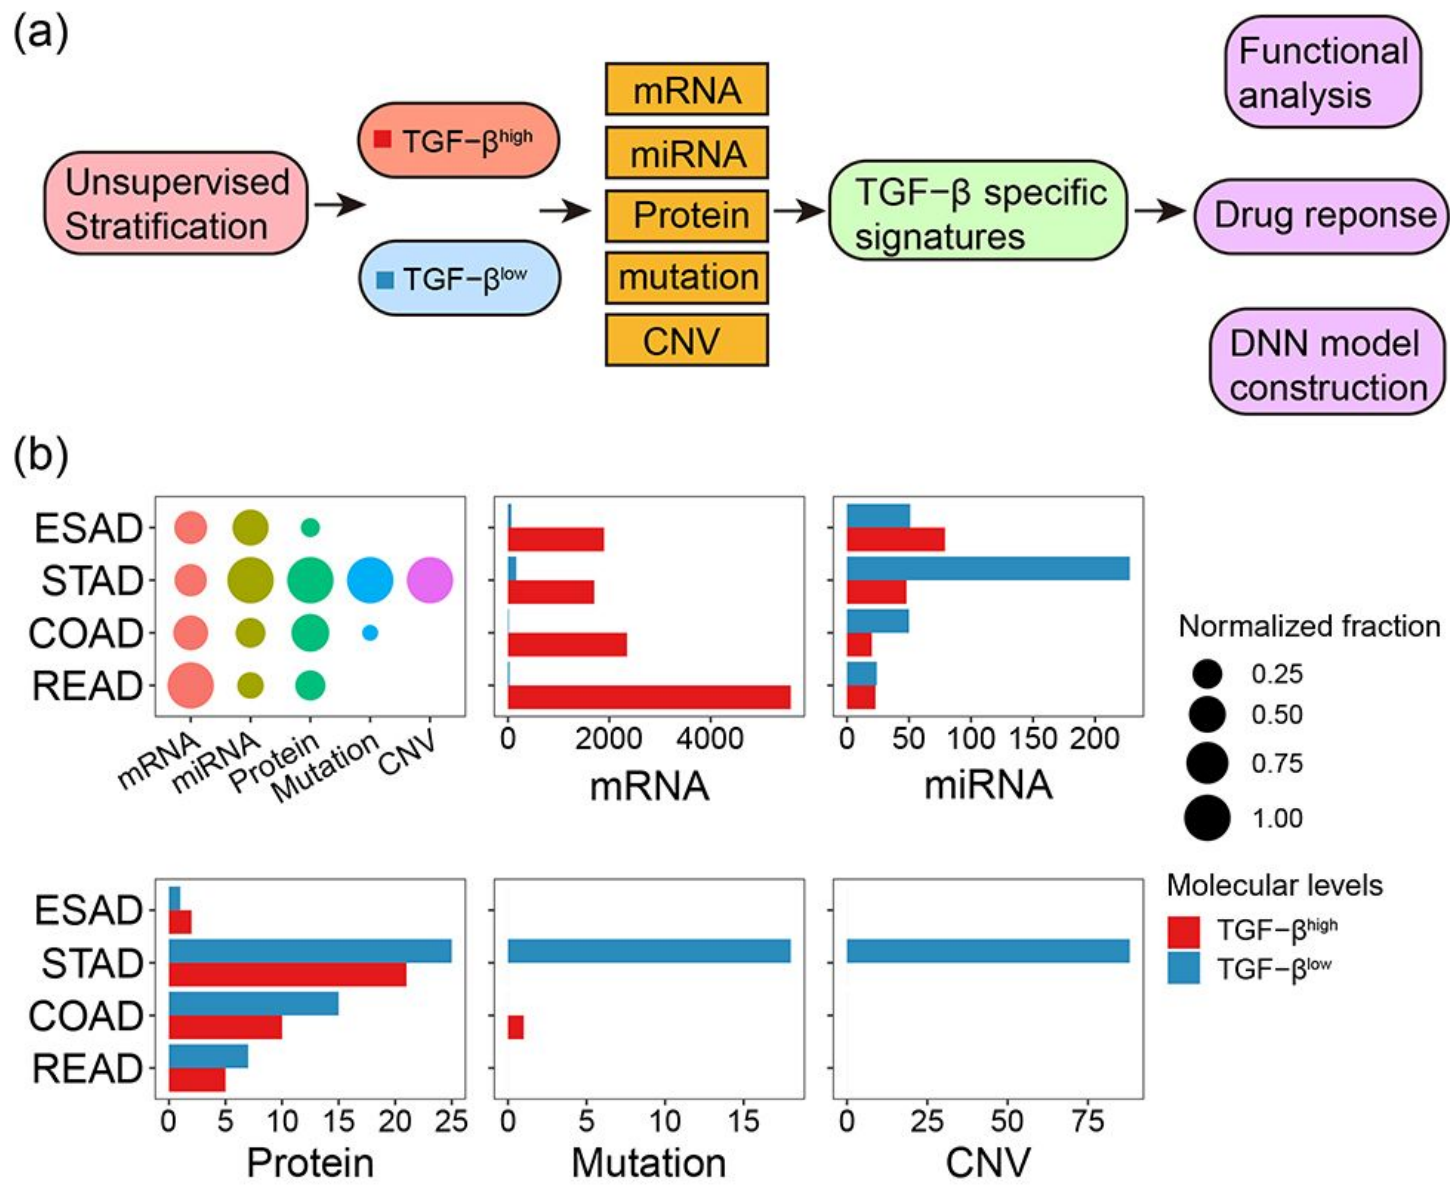 (a)
Unsupervised
Stratification
TGF−βhigh
TGF−βlow
mRNA
miRNA
Protein
mutation
CNV
TGF−β specific
signatures
Functional
analysis
Drug reponse
DNN model
construction
(b)
ESAD
STAD
COAD
READ
mRNA
miRNA
Protein
Mutation
CNV
0 2000 4000
mRNA
0 50 100 150 200
miRNA
Normalized fraction
0.25
0.50
0.75
1.00
Molecular levels
TGF−βhigh
TGF−βlow
ESAD
STAD
COAD
READ
0 5 10 15 20 25
Protein
0 5 10 15
Mutation
0 25 50 75
CNV